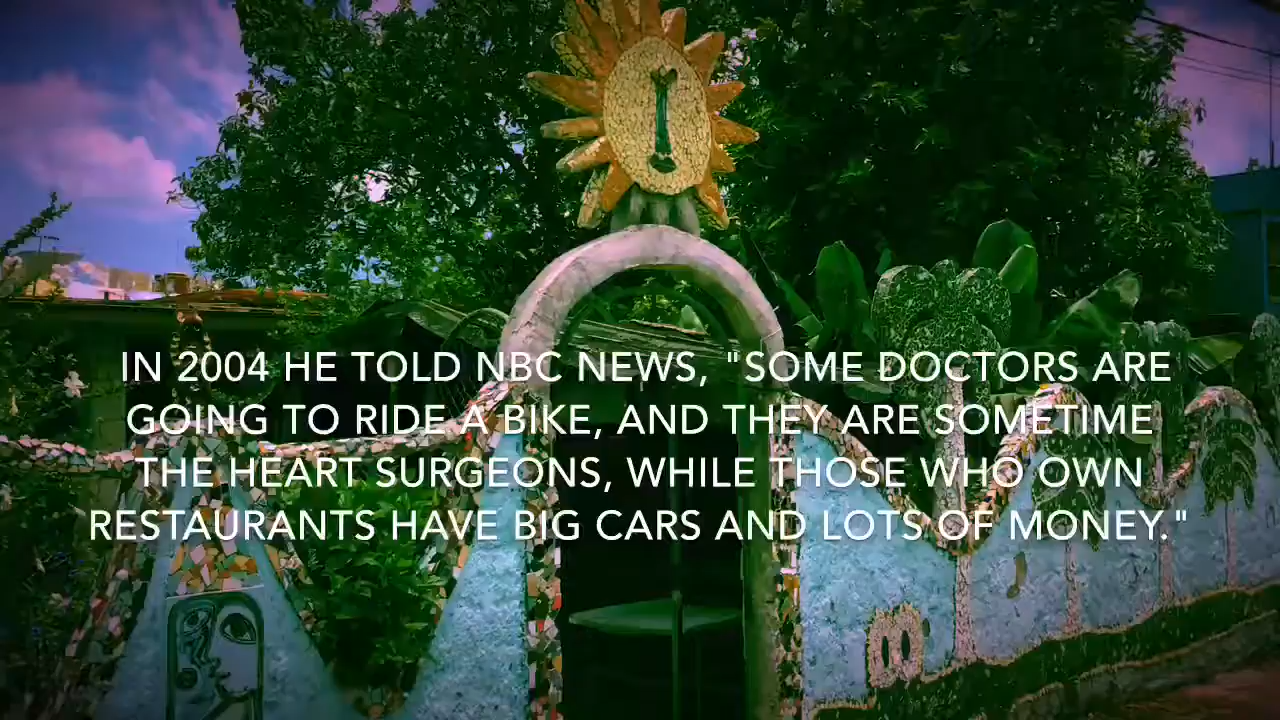 IN 2004 HE TOLD NBC NEWS, "SOME DOCTORS ARE
GOING TO RIDE A BIKE, AND THEY ARE SOMETIME
THE HEART SURGEONS, WHILE THOSE WHO OWN
RESTAURANTS HAVE BIG CARS AND LOTS OF MONEY."